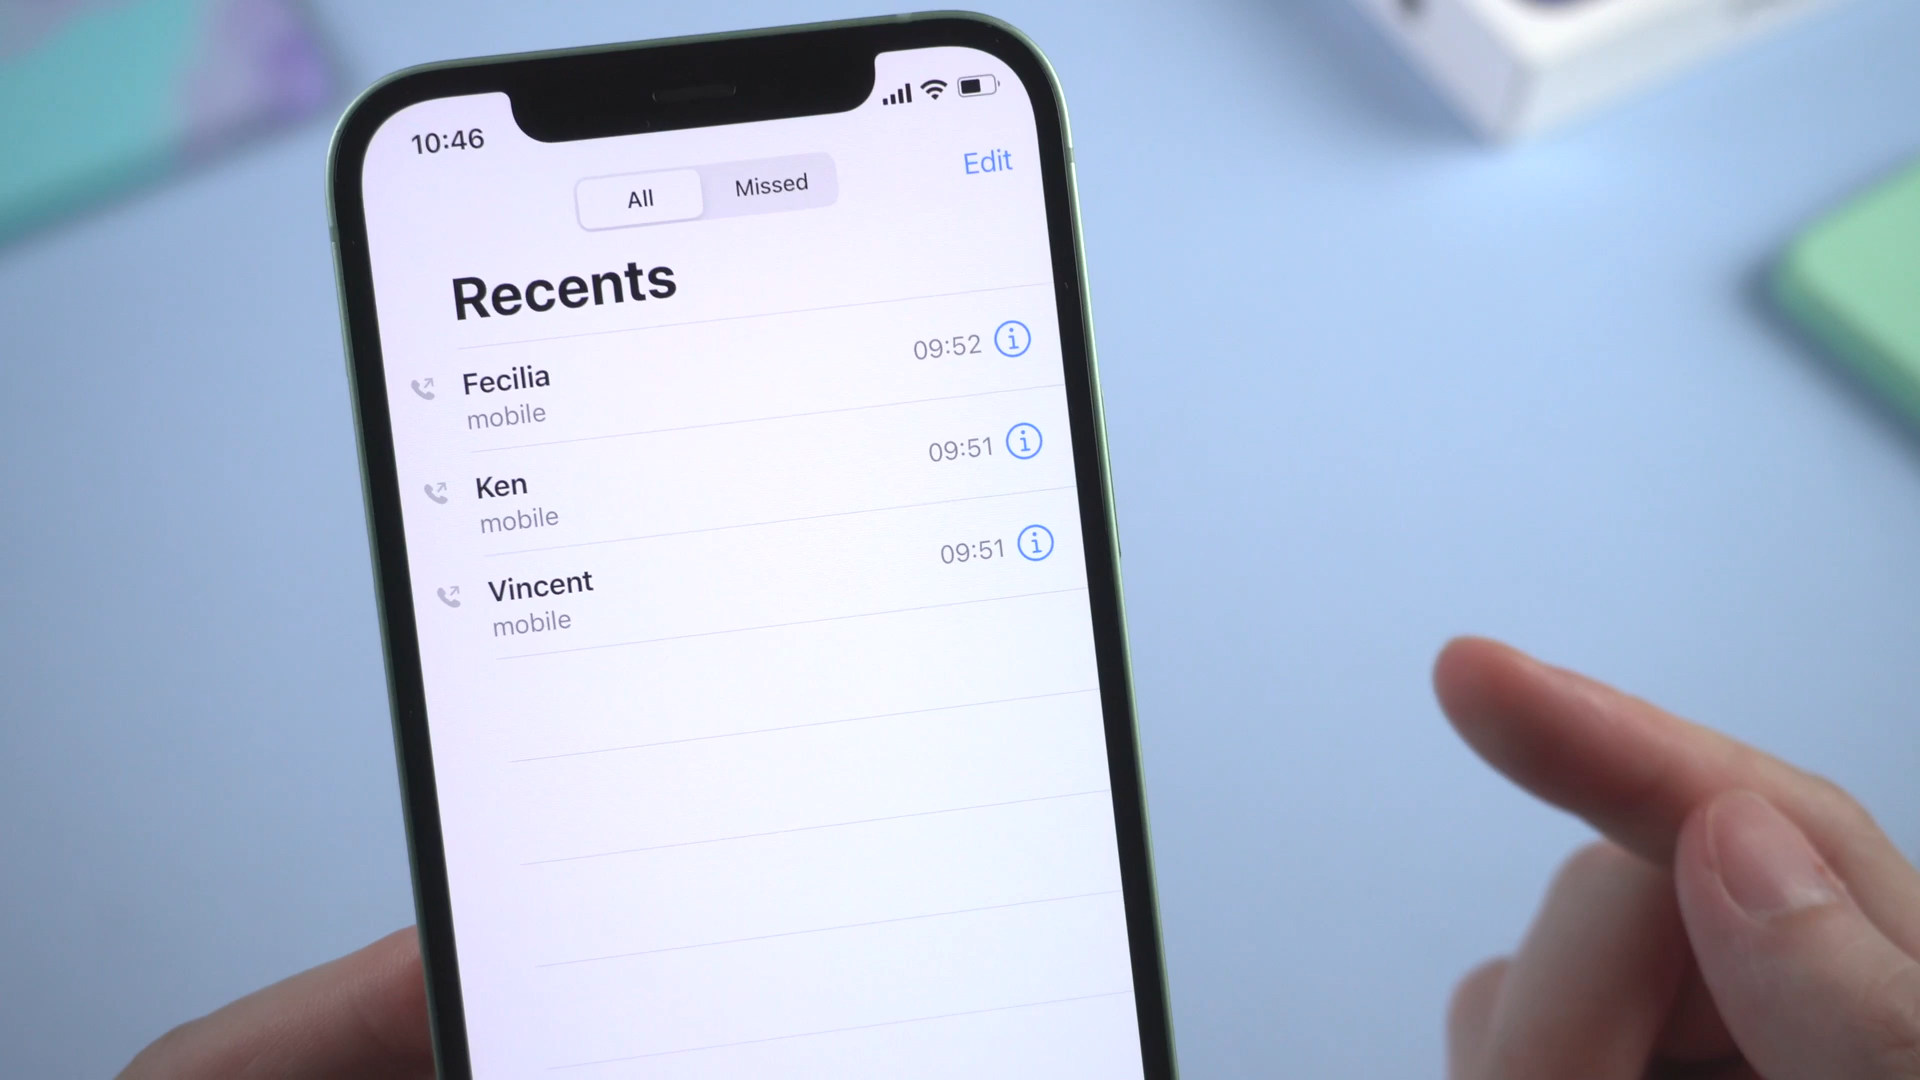 10:46
All Missed Edit
Recents
Fecilia 09:52
mobile
Ken 09:51
mobile
Vincent 09:51
mobile